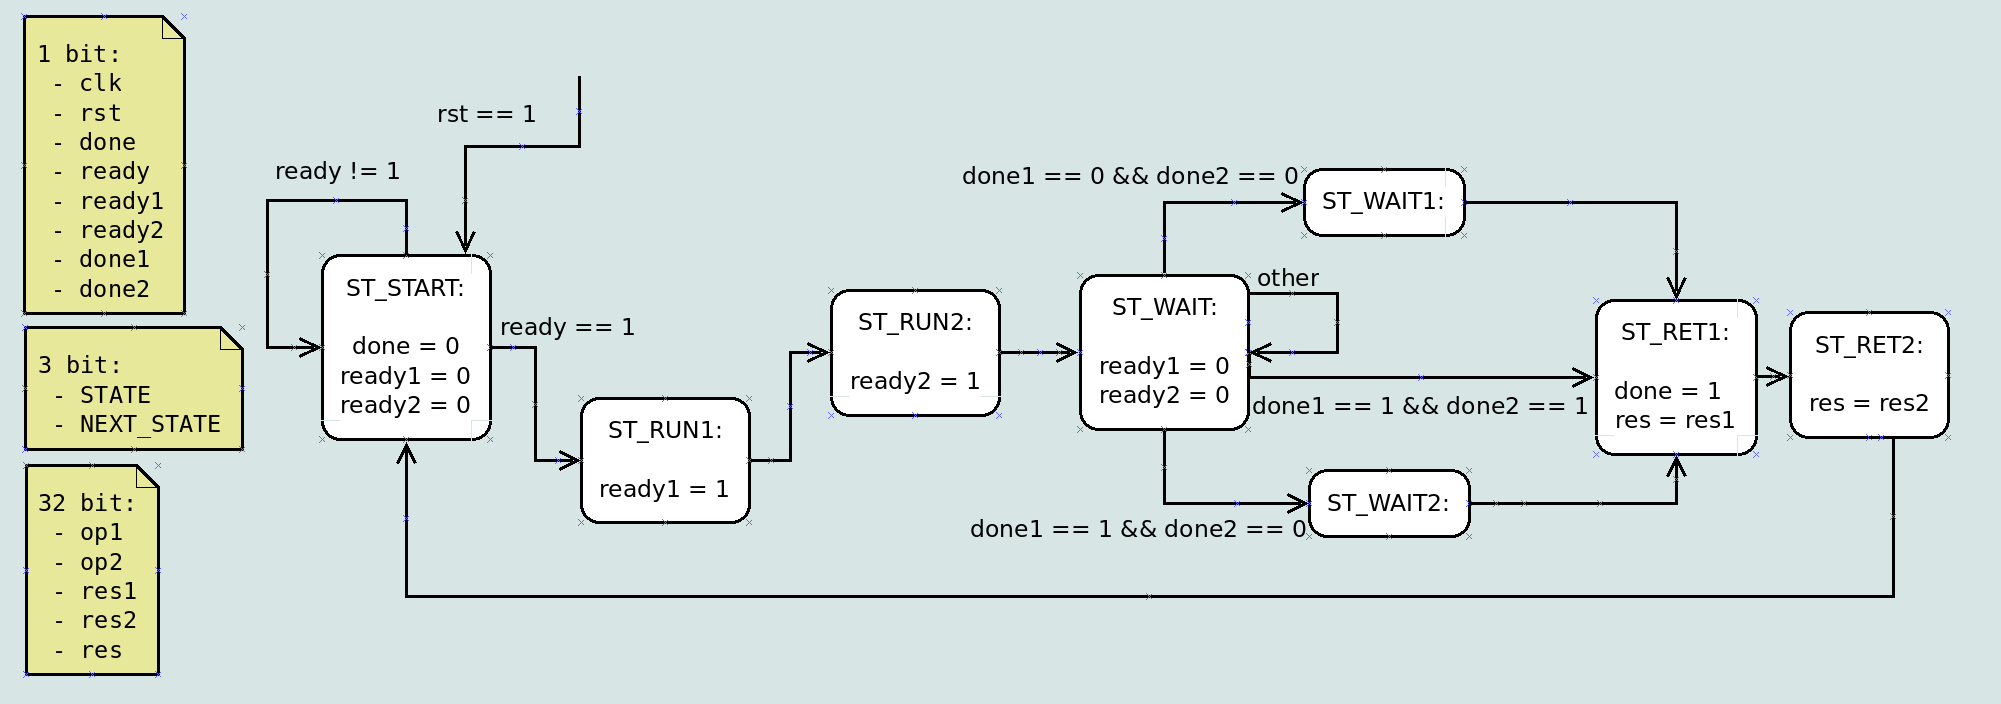 1 bit:
- clk
- rst
- done
- ready
- ready1
- ready2
- done1
- done2
3 bit:
- STATE
- NEXT_STATE
32 bit:
- op1
- op2
- res1
- res2
- res
rst == 1
ready != 1
ST_START:
done = 0
ready1 = 0
ready2 = 0
ready == 1
ST_RUN1:
ready1 = 1
ST_RUN2:
ready2 = 1
ST_WAIT:
ready1 = 0
ready2 = 0
other
done1 == 0 && done2 == 0
ST_WAIT1:
done1 == 1 && done2 == 1
done1 == 1 && done2 == 0
ST_WAIT2:
ST_RET1:
done = 1
res = res1
ST_RET2:
res = res2